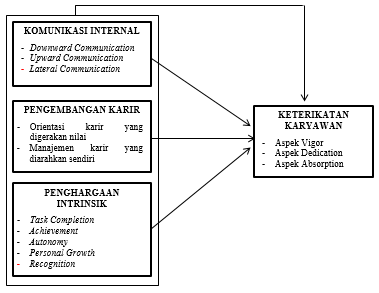 KOMUNIKASI INTERNAL
- Downward Communication
- Upward Communication
- Lateral Communication
PENGEMBANGAN KARIR
- Orientasi karir yang
digerakan nilai
- Manajemen karir yang
diarahkan sendiri
PENGHARGAAN
INTRINSIK
- Task Completion
- Achievement
- Autonomy
- Personal Growth
- Recognition
KETERIKATAN
KARYAWAN
- Aspek Vigor
- Aspek Dedication
- Aspek Absorption